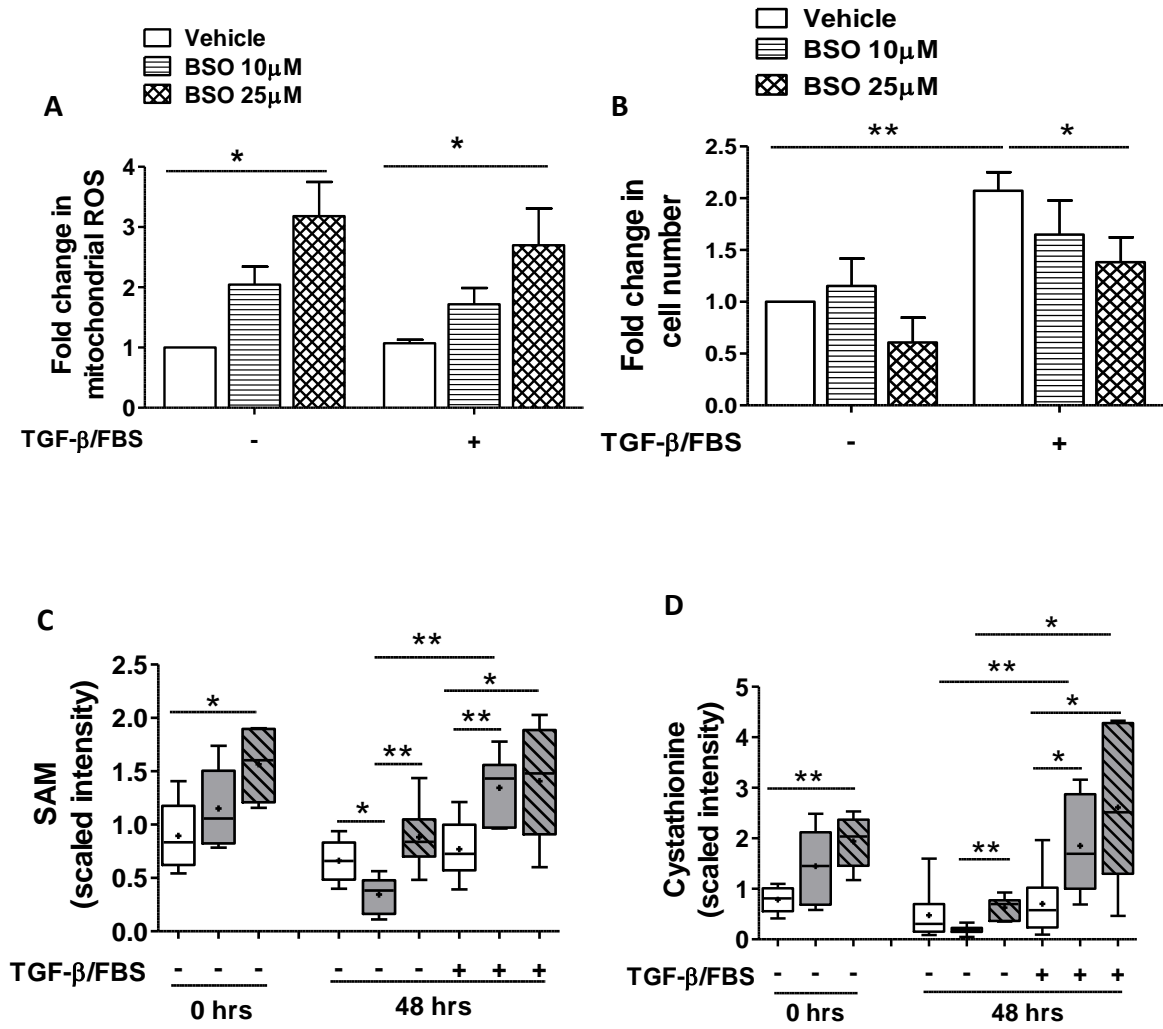 Vehicle
BSO 10μM
BSO 25μM
A
*
*
Fold change in
mitochondrial ROS
4
3
2
1
0
TGF-β/FBS
-
+
Vehicle
BSO 10μM
BSO 25μM
B
**
*
Fold change in
cell number
2.5
2.0
1.5
1.0
0.5
0.0
TGF-β/FBS
-
+
C
SAM
(scaled intensity)
2.5
2.0
1.5
1.0
0.5
0.0
*
*
**
**
**
*
TGF-β/FBS
- - - - - - + + +
0 hrs
48 hrs
D
Cystathionine
(scaled intensity)
5
4
3
2
1
0
**
**
**
*
*
*
TGF-β/FBS
- - - - - - + + +
0 hrs
48 hrs